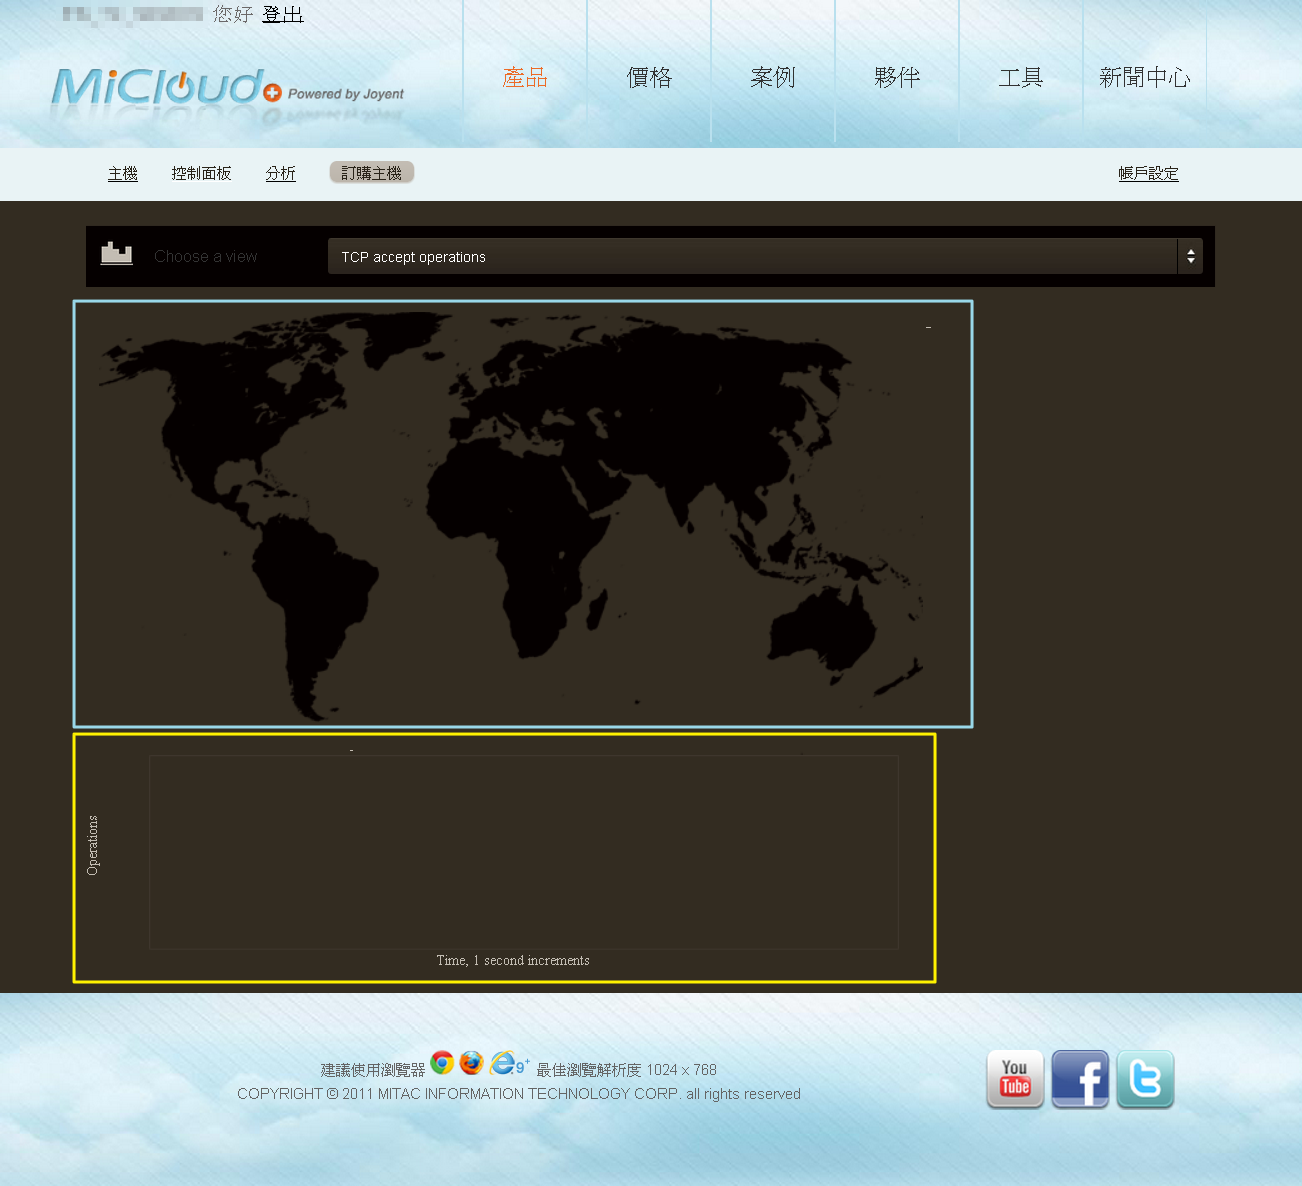 您好 登出
MiCloud Powered by Joyent
產品 價格 案例 夥伴 工具 新聞中心
主機 控制面板 分析 訂購主機 帳戶設定
Choose a view TCP accept operations
Operations
Time, 1 second increments
建議使用瀏覽器 9+ 最佳瀏覽解析度 1024 x 768
COPYRIGHT © 2011 MITAC INFORMATION TECHNOLOGY CORP. all rights reserved
You Tube f t